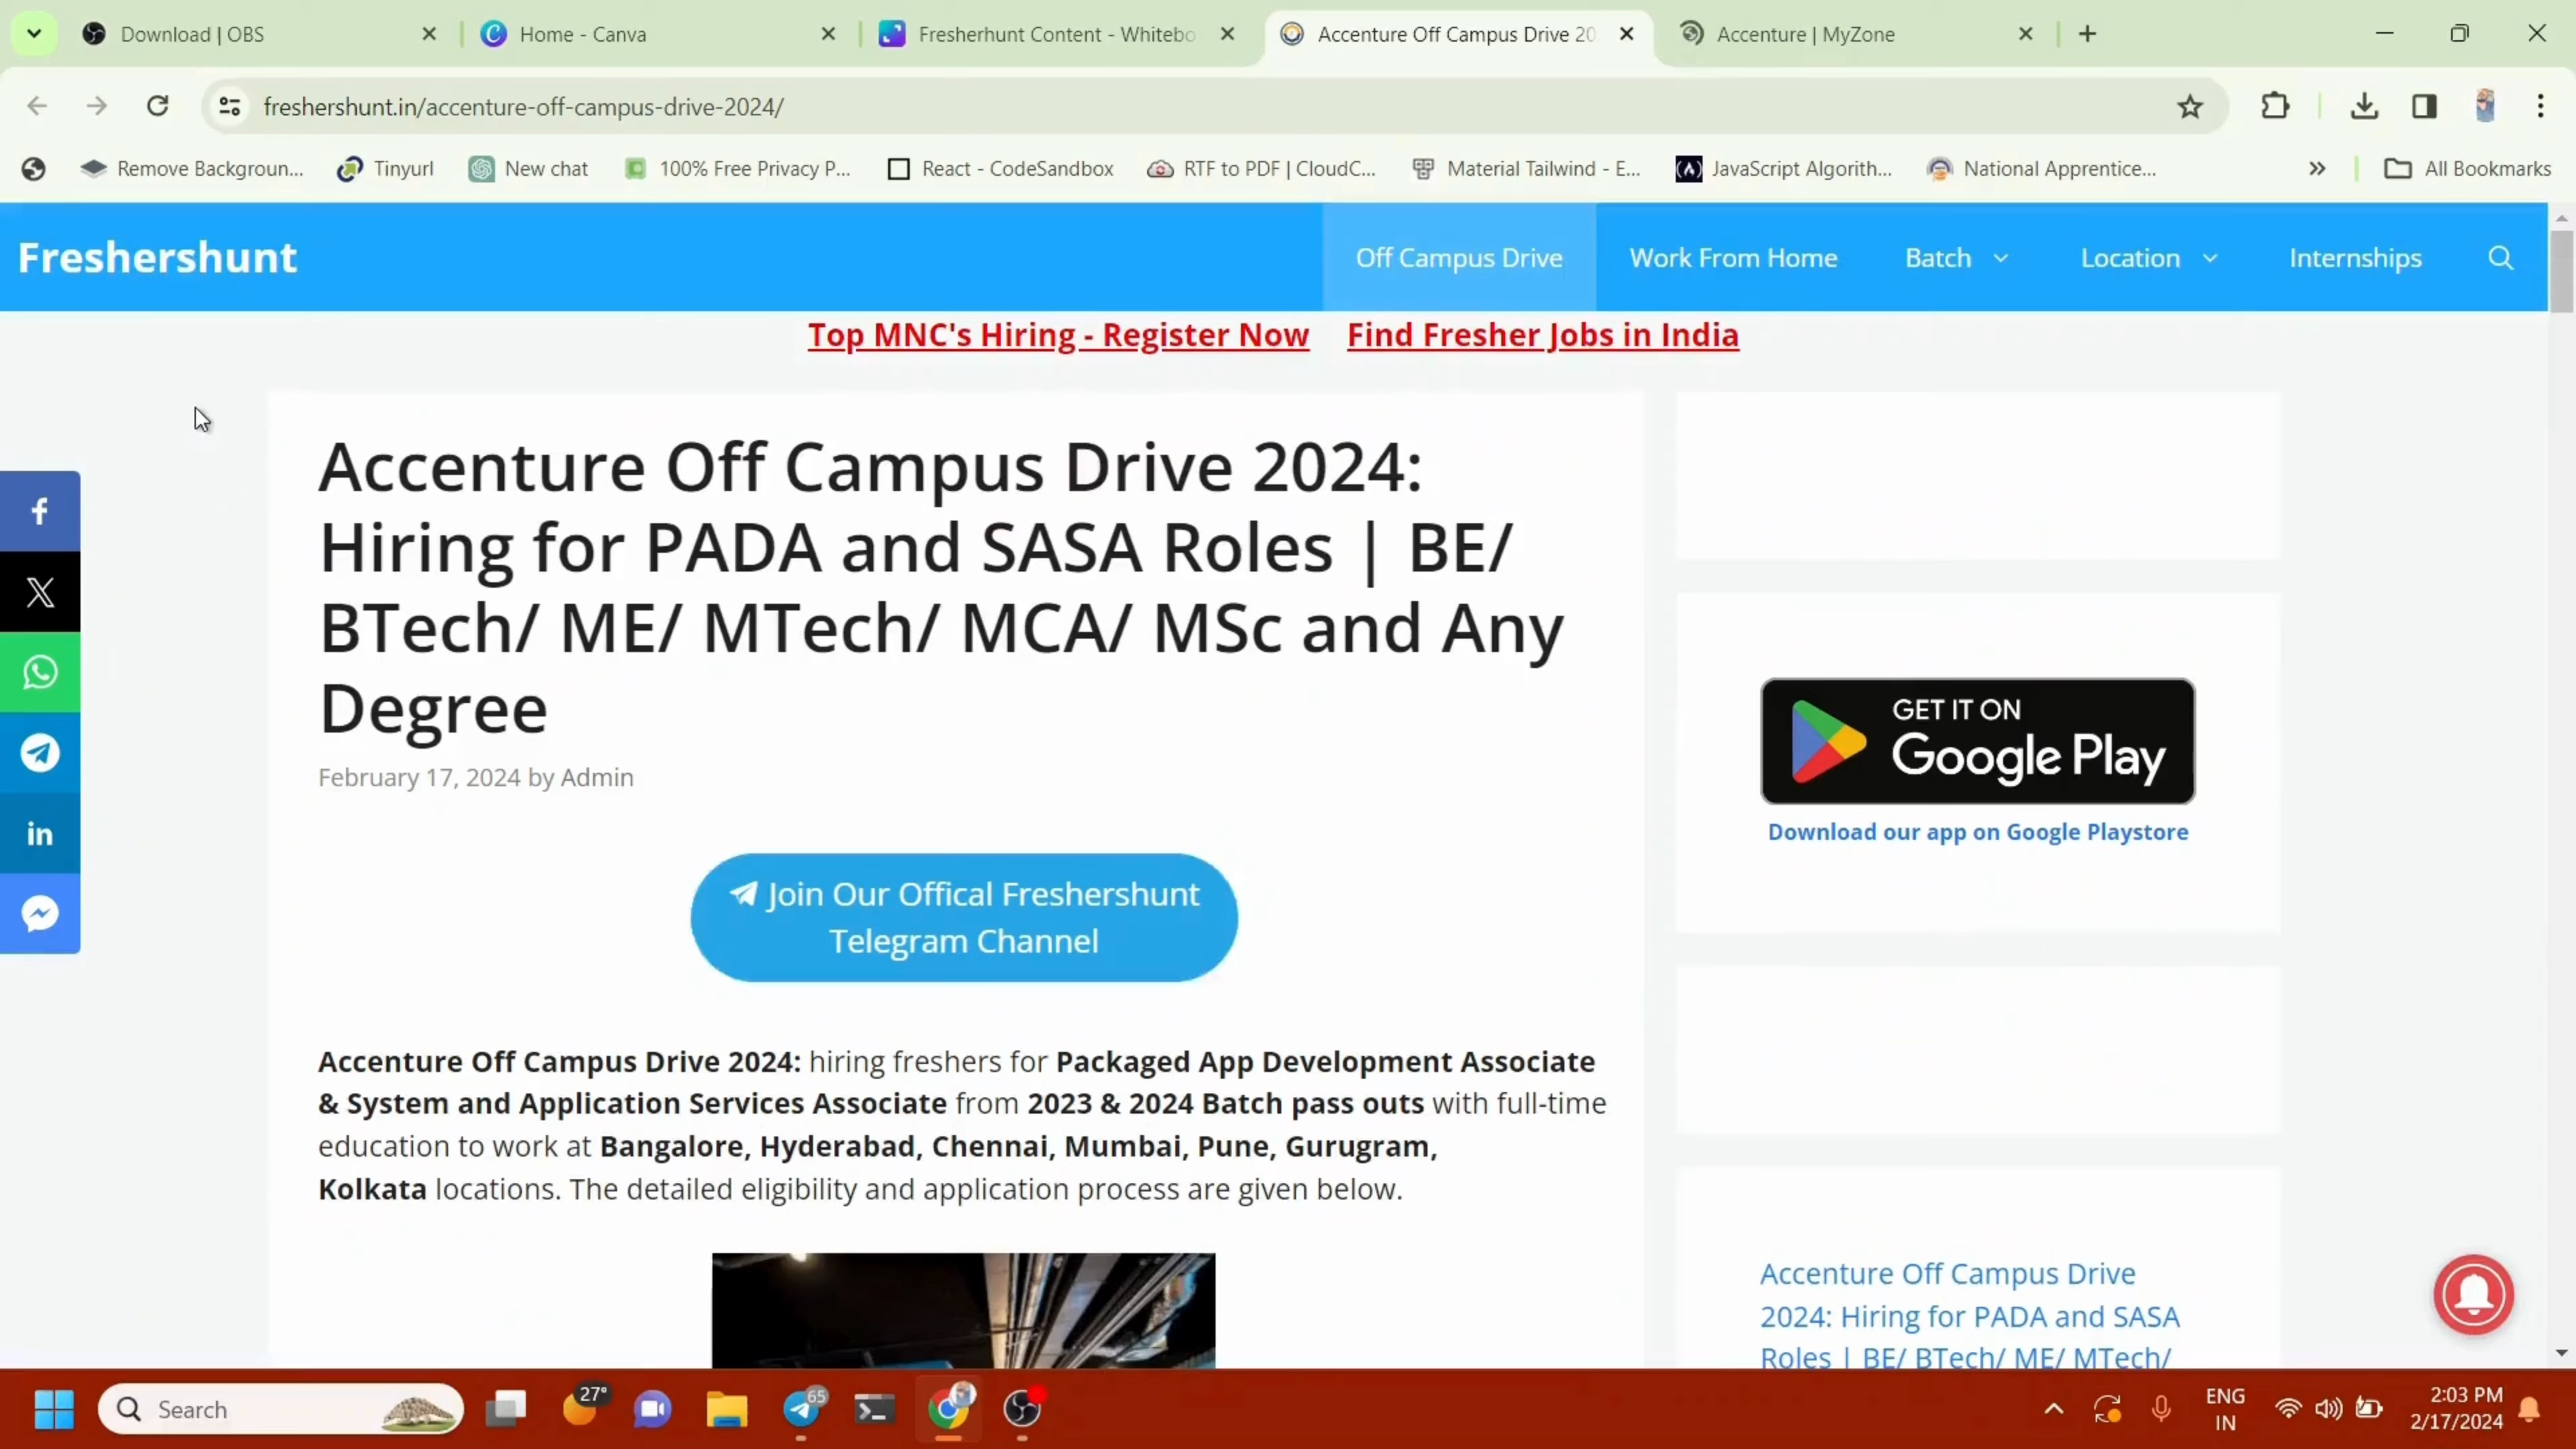 Download | OBS
Home - Canva
Fresherhunt Content - Whitebo
Accenture Off Campus Drive 20
Accenture | MyZone
freshershunt.in/accenture-off-campus-drive-2024/
Remove Backgroun...
Tinyurl
New chat
100% Free Privacy P...
React - CodeSandbox
RTF to PDF | CloudC...
Material Tailwind - E...
JavaScript Algorith...
National Apprentice...
All Bookmarks
Freshershunt
Off Campus Drive
Work From Home
Batch
Location
Internships
Top MNC's Hiring - Register Now
Find Fresher Jobs in India
Accenture Off Campus Drive 2024:
Hiring for PADA and SASA Roles | BE/
BTech/ ME/ MTech/ MCA/ MSc and Any
Degree
February 17, 2024 by Admin
Join Our Offical Freshershunt
Telegram Channel
Accenture Off Campus Drive 2024: hiring freshers for Packaged App Development Associate
& System and Application Services Associate from 2023 & 2024 Batch pass outs with full-time
education to work at Bangalore, Hyderabad, Chennai, Mumbai, Pune, Gurugram,
Kolkata locations. The detailed eligibility and application process are given below.
GET IT ON
Google Play
Download our app on Google Playstore
Accenture Off Campus Drive
2024: Hiring for PADA and SASA
Roles | BE/ BTech/ ME/ MTech/
Search
27°
65
ENG
IN
2:03 PM
2/17/2024